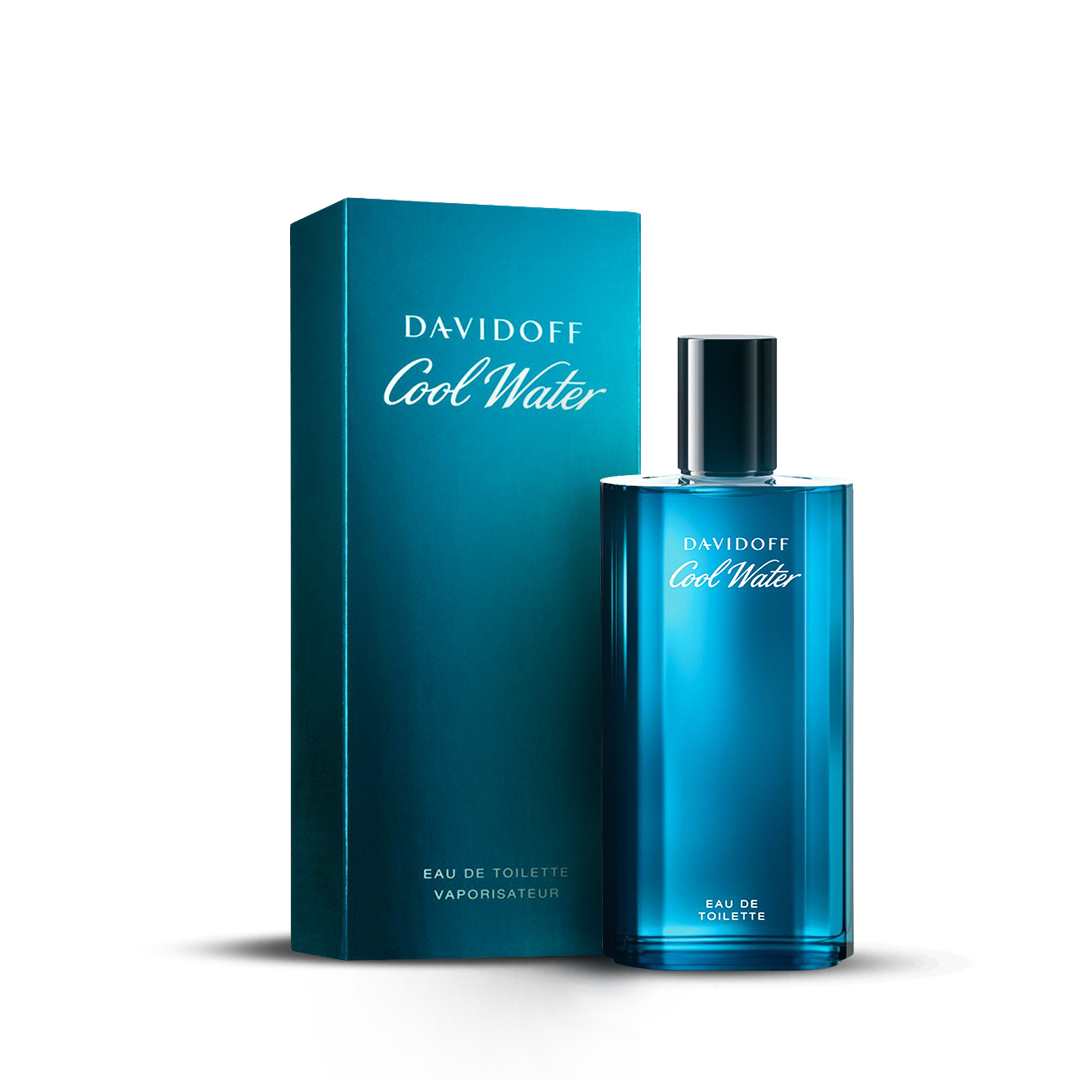 DAVIDOFF
Cool Water
EAU DE TOILETTE
VAPORISATEUR
DAVIDOFF
Cool Water
EAU DE
TOILETTE